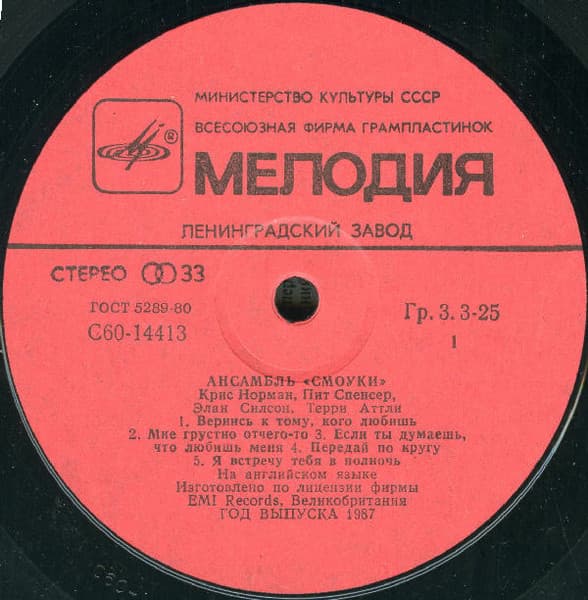 МИНИСТЕРСТВО КУЛЬТУРЫ СССР
ВСЕСОЮЗНАЯ ФИРМА ГРАМПЛАСТИНОК
®
МЕЛОДИЯ
ЛЕНИНГРАДСКИЙ ЗАВОД
СТЕРЕО 33
ГОСТ 5289-80
С60-14413
Гр. 3. 3-25
1
АНСАМБЛЬ «СМОУКИ»
Крис Норман, Пит Спенсер,
Элан Силсон, Терри Аттли
1. Вернись к тому, кого любишь
2. Мне грустно отчего-то 3. Если ты думаешь,
что любишь меня 4. Передай по кругу
5. Я встречу тебя в полночь
На английском языке
Изготовлено по лицензии фирмы
EMI Records, Великобритания
ГОД ВЫПУСКА 1987